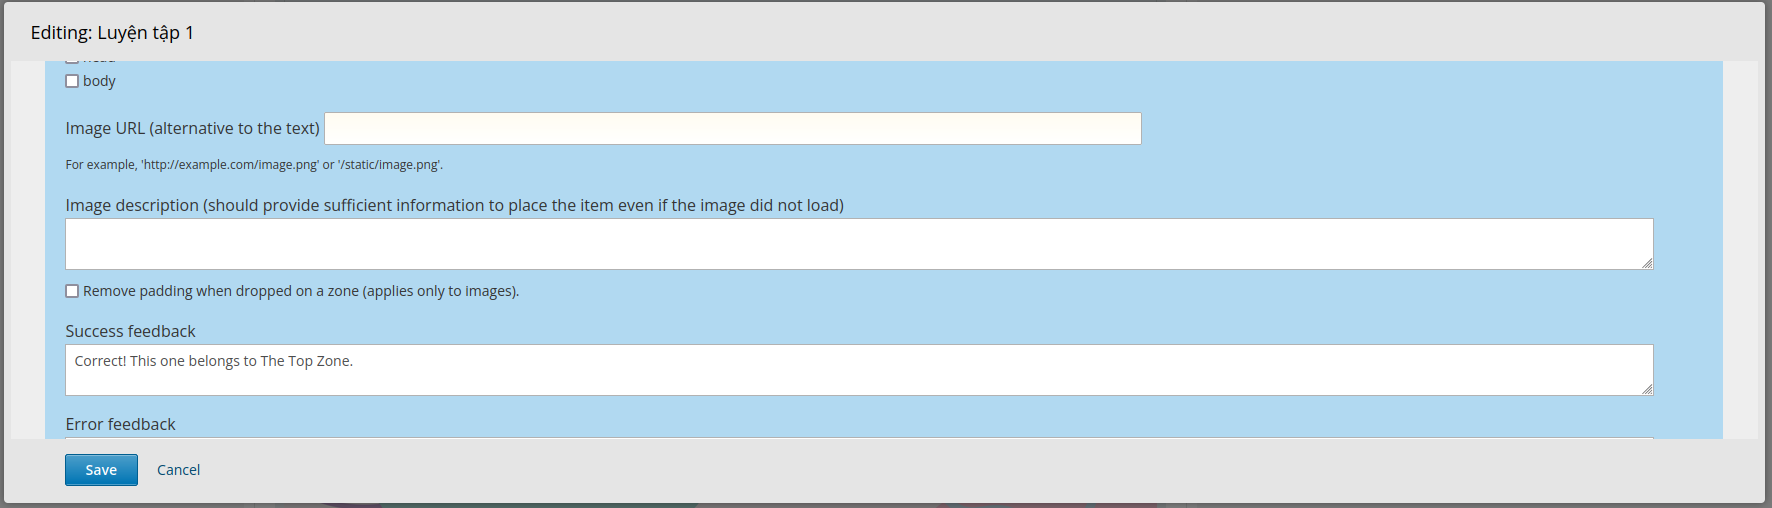 Editing: Luyện tập 1
body
Image URL (alternative to the text)
For example, 'http://example.com/image.png' or '/static/image.png'.
Image description (should provide sufficient information to place the item even if the image did not load)
Remove padding when dropped on a zone (applies only to images).
Success feedback
Correct! This one belongs to The Top Zone.
Error feedback
Save Cancel